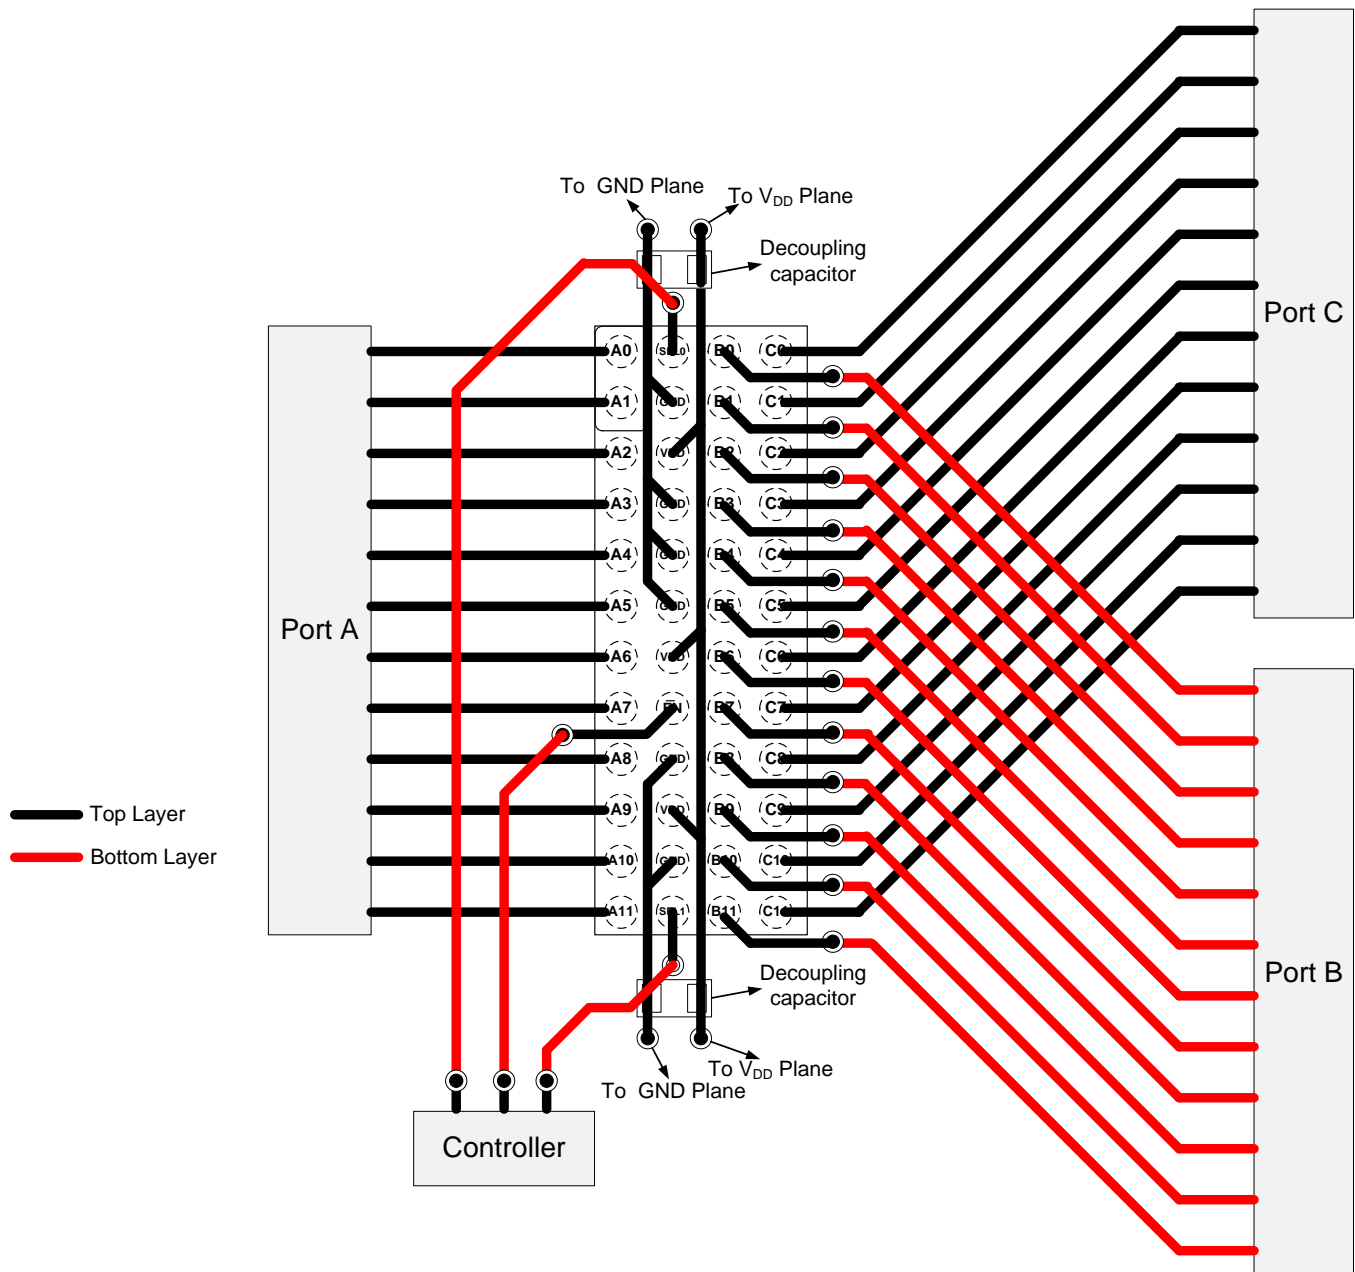 To GND Plane
To VDD Plane
Decoupling
capacitor
Port C
A0 SEL0 B0 C0
A1 GND B1 C1
A2 VDD B2 C2
A3 GND B3 C3
A4 GND B4 C4
A5 GND B5 C5
Port A
A6 VDD B6 C6
A7 EN B7 C7
A8 GND B8 C8
Top Layer
A9 VDD B9 C9
Bottom Layer
A10 GND B10
A11 SEL1 B11
Port B
Decoupling
capacitor
To VDD Plane
To GND Plane
Controller